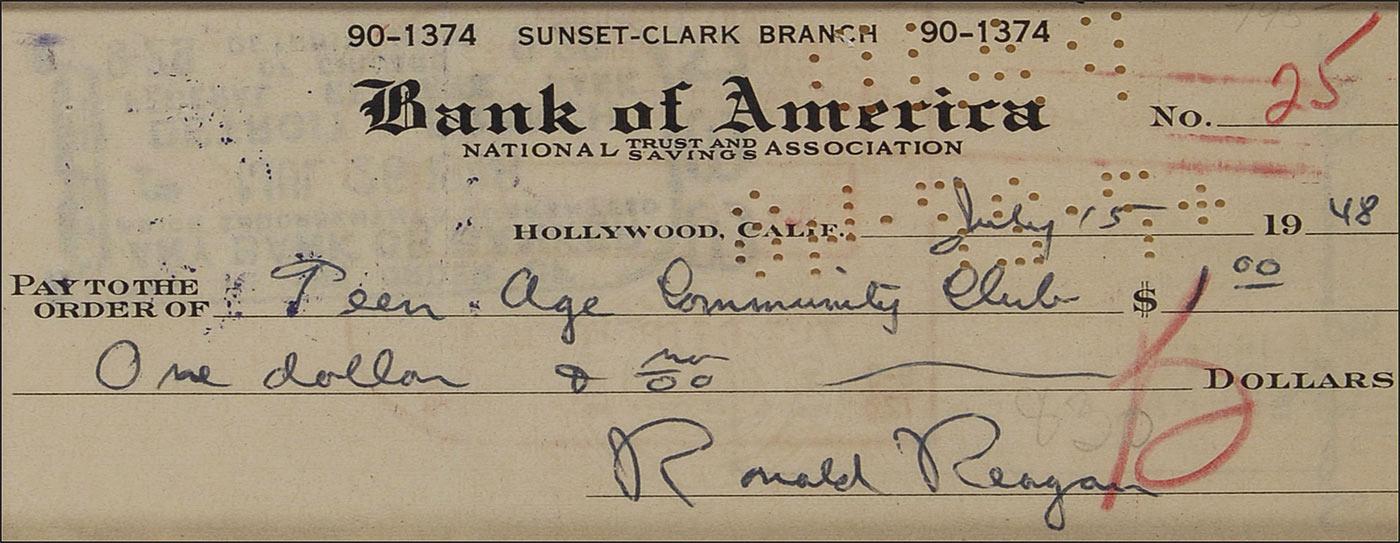 90-1374 SUNSET-CLARK BRANCH 90-1374
Bank of America
NATIONAL TRUST AND SAVINGS ASSOCIATION
No. 25
HOLLYWOOD, CALIF. July 15 19 48
PAY TO THE ORDER OF Teen Age Community Club $ 1 00
One dollar & no/00 DOLLARS
Ronald Reagan